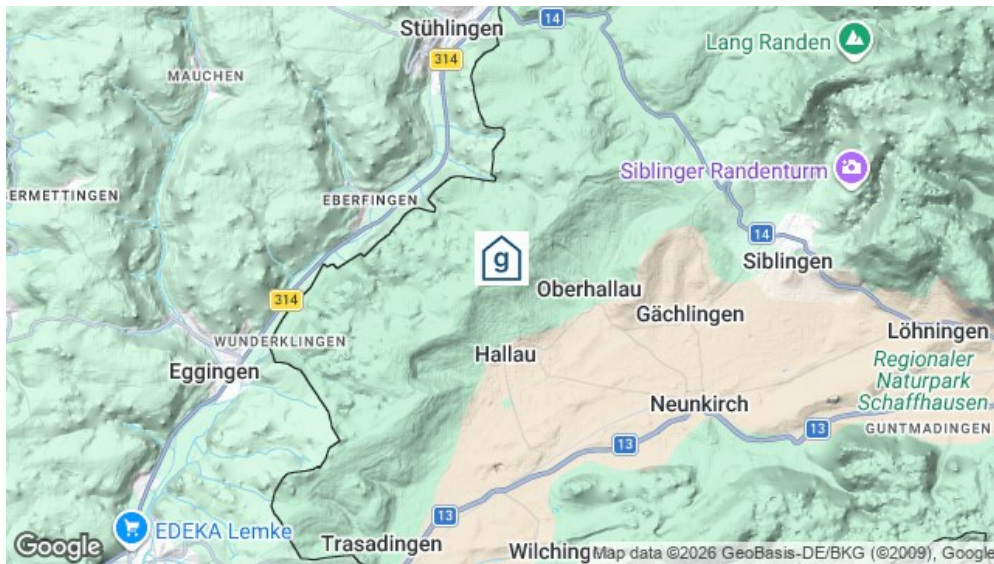 Stühlingen
14
Lang Randen
314
MAUCHEN
Siblinger Randenturm
ERMETTINGEN
EBERFINGEN
14
g
Siblingen
Oberhallau
314
Gächlingen
Löhningen
WUNDERKLINGEN
Hallau
Eggingen
Regionaler
Naturpark
Schaffhausen
Neunkirch
GUNTMADINGEN
13
13
13
EDEKA Lemke
Google
Trasadingen
Wilching
Map data ©2026 GeoBasis-DE/BKG (©2009), Google